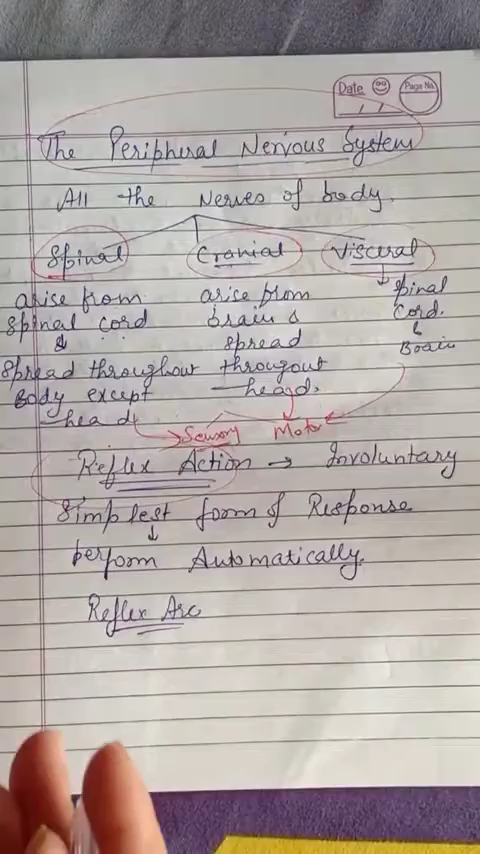 Date
Page No.
The Peripheral Nervous System
All the Nerves of body.
Spinal Cranial Visceral
arise from
spinal cord
&
spread throughout
Body except
head
arise from
brain &
spread
througout
head.
spinal
cord.
&
Brain
Sensory Motor
Reflex Action → Involuntary
Simplest form of Response
perform Automatically.
Reflex Arc